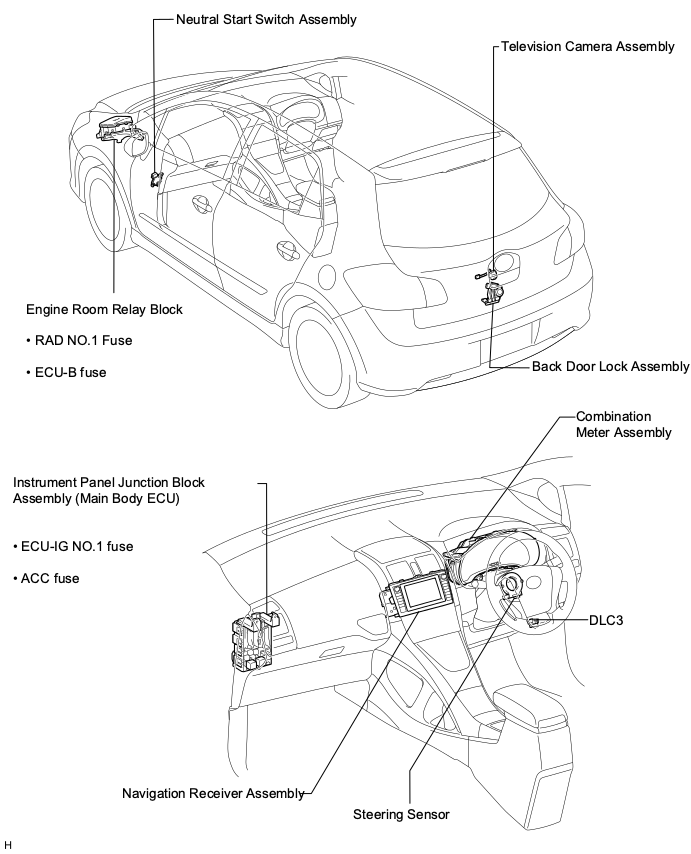 Neutral Start Switch Assembly
Television Camera Assembly
Engine Room Relay Block
• RAD NO.1 Fuse
• ECU-B fuse
Back Door Lock Assembly
Combination
Meter Assembly
Instrument Panel Junction Block
Assembly (Main Body ECU)
• ECU-IG NO.1 fuse
• ACC fuse
DLC3
Navigation Receiver Assembly
Steering Sensor
H